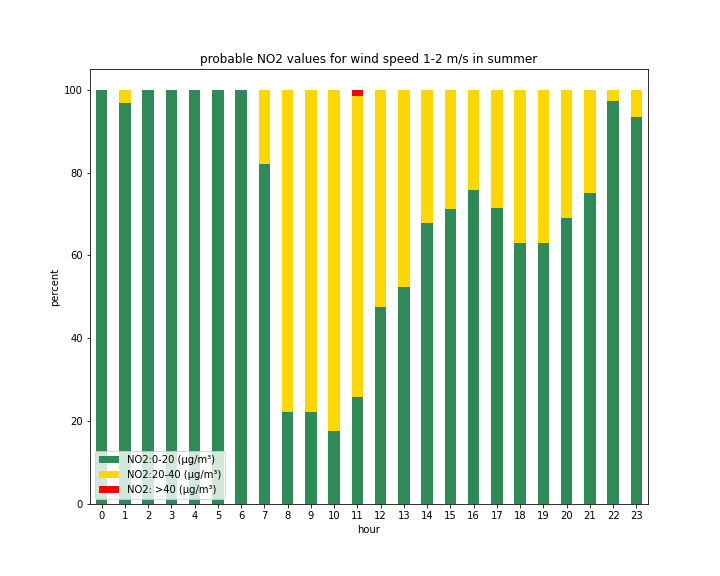 probable NO2 values for wind speed 1-2 m/s in summer
percent
100
80
60
40
20
0
NO2:0-20 (µg/m³)
NO2:20-40 (µg/m³)
NO2: >40 (µg/m³)
0 1 2 3 4 5 6 7 8 9 10 11 12 13 14 15 16 17 18 19 20 21 22 23
hour